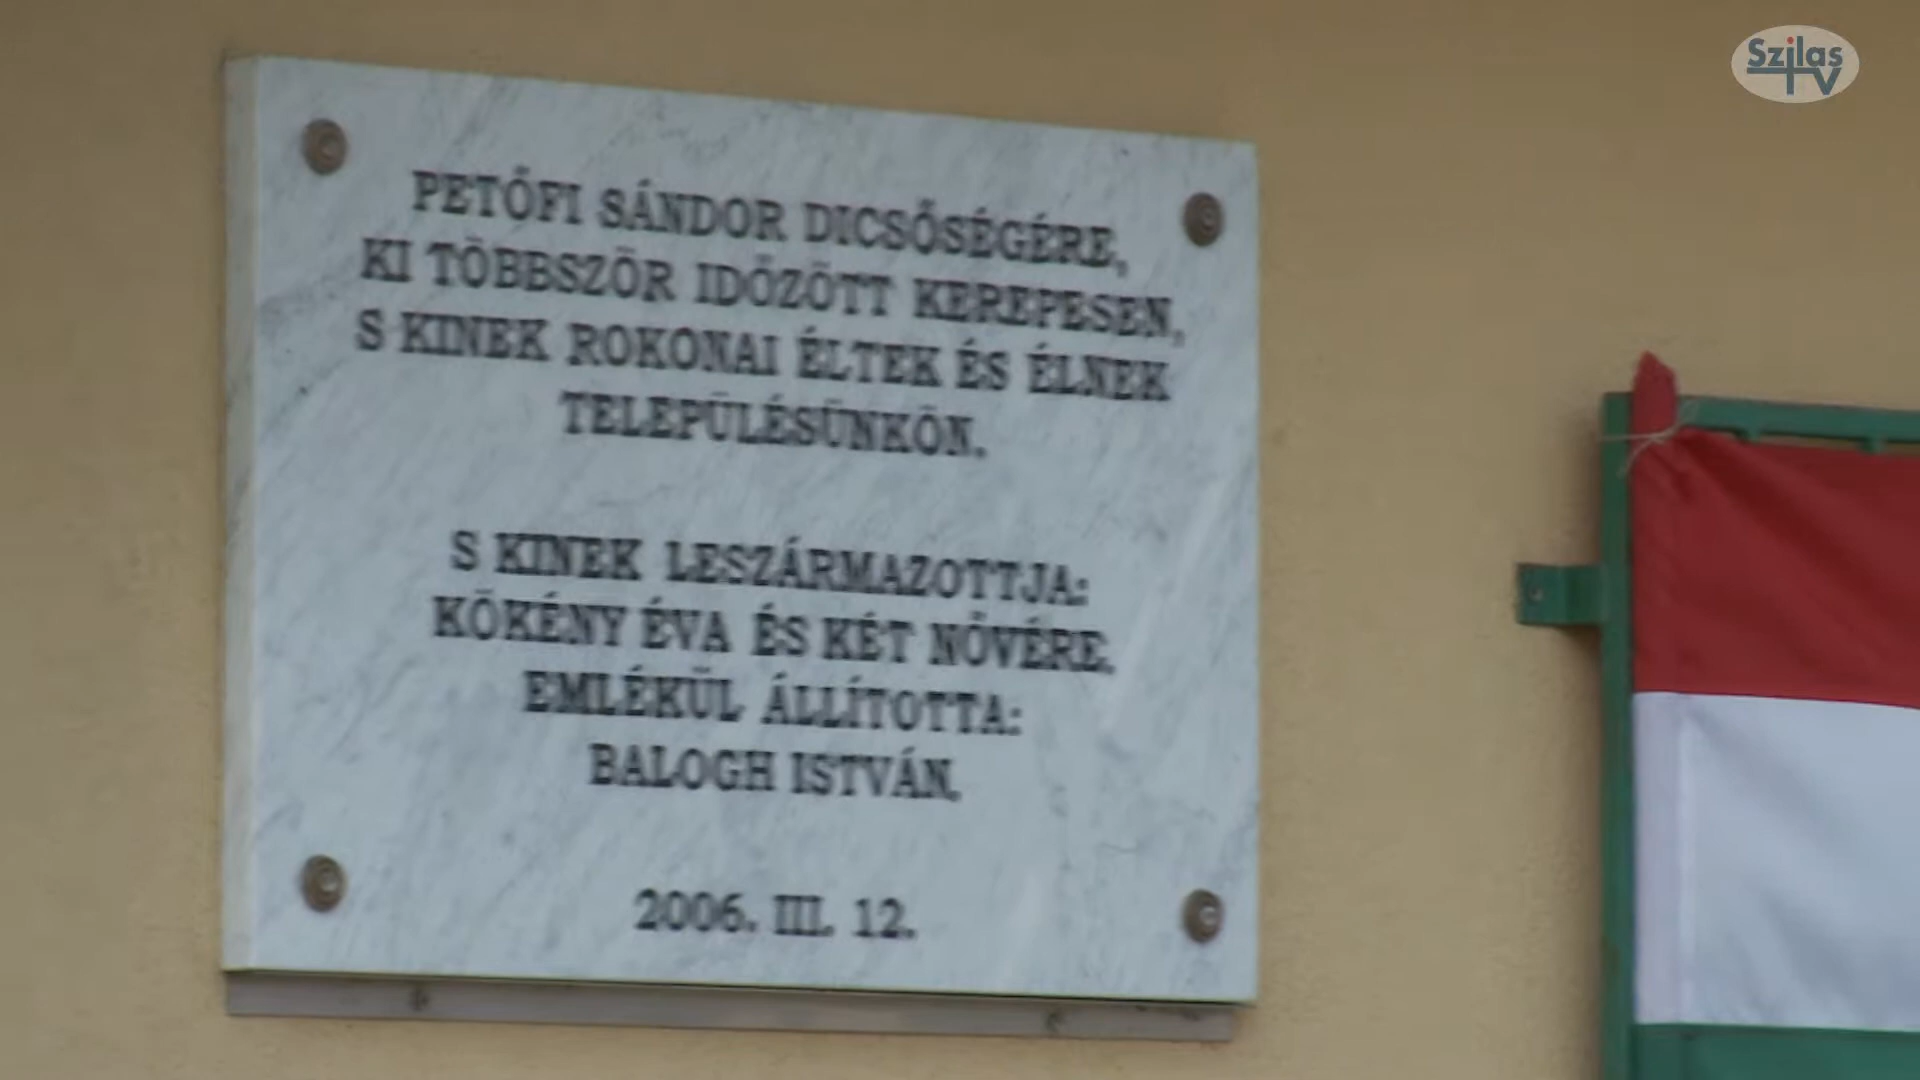 Szilas
TV
PETŐFI SÁNDOR DICSŐSÉGÉRE,
KI TÖBBSZÖR IDŐZÖTT KEREPESEN,
S KINEK ROKONAI ÉLTEK ÉS ÉLNEK
TELEPÜLÉSÜNKÖN.
S KINEK LESZÁRMAZOTTJA:
KÖKÉNY ÉVA ÉS KÉT NŐVÉRE.
EMLÉKÜL ÁLLÍTOTTA:
BALOGH ISTVÁN.
2006. III. 12.